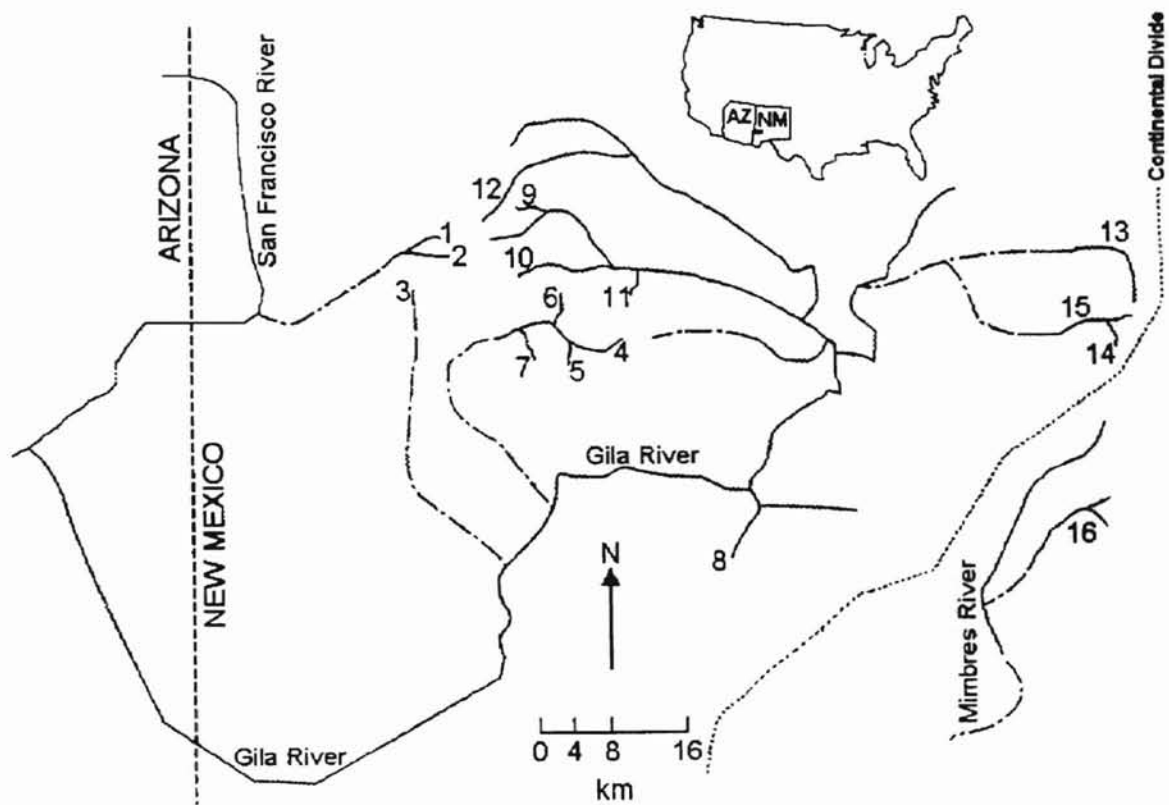 Continental Divide
AZ
NM
ARIZONA
San Francisco River
12
9
1
2
10
3
6
11
13
15
14
7
5
4
NEW MEXICO
Gila River
8
16
N
Mimbres River
Gila River
0 4 8 16
km